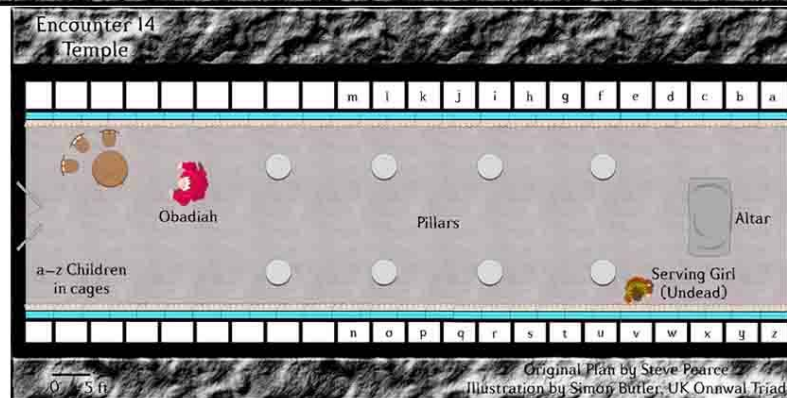 Encounter 14
Temple
m l k j i h g f e d c b a
Obadiah
Pillars
Altar
a-z Children
in cages
Serving Girl
(Undead)
n o p q r s t u v w x y z
0 5 ft
Original Plan by Steve Pearce
Illustration by Simon Butler, UK Onnwal Triad